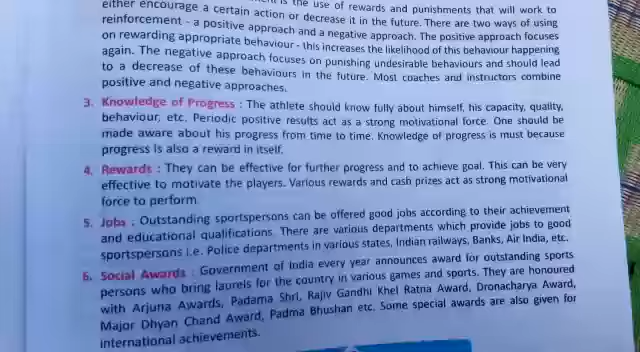 is the use of rewards and punishments that will work to
either encourage a certain action or decrease it in the future. There are two ways of using
reinforcement - a positive approach and a negative approach. The positive approach focuses
on rewarding appropriate behaviour - this increases the likelihood of this behaviour happening
again. The negative approach focuses on punishing undesirable behaviours and should lead
to a decrease of these behaviours in the future. Most coaches and instructors combine
positive and negative approaches.
3. Knowledge of Progress : The athlete should know fully about himself, his capacity, quality,
behaviour, etc. Periodic positive results act as a strong motivational force. One should be
made aware about his progress from time to time. Knowledge of progress is must because
progress is also a reward in itself.
4. Rewards : They can be effective for further progress and to achieve goal. This can be very
effective to motivate the players. Various rewards and cash prizes act as strong motivational
force to perform.
5. Jobs : Outstanding sportspersons can be offered good jobs according to their achievement
and educational qualifications. There are various departments which provide jobs to good
sportspersons i.e. Police departments in various states, Indian railways, Banks, Air India, etc.
6. Social Awards : Government of India every year announces award for outstanding sports
persons who bring laurels for the country in various games and sports. They are honoured
with Arjuna Awards, Padama Shri, Rajiv Gandhi Khel Ratna Award, Dronacharya Award,
Major Dhyan Chand Award, Padma Bhushan etc. Some special awards are also given for
international achievements.